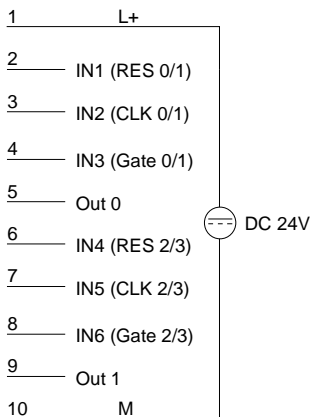 1 L+
2 IN1 (RES 0/1)
3 IN2 (CLK 0/1)
4 IN3 (Gate 0/1)
5 Out 0
DC 24V
6 IN4 (RES 2/3)
7 IN5 (CLK 2/3)
8 IN6 (Gate 2/3)
9 Out 1
10 M